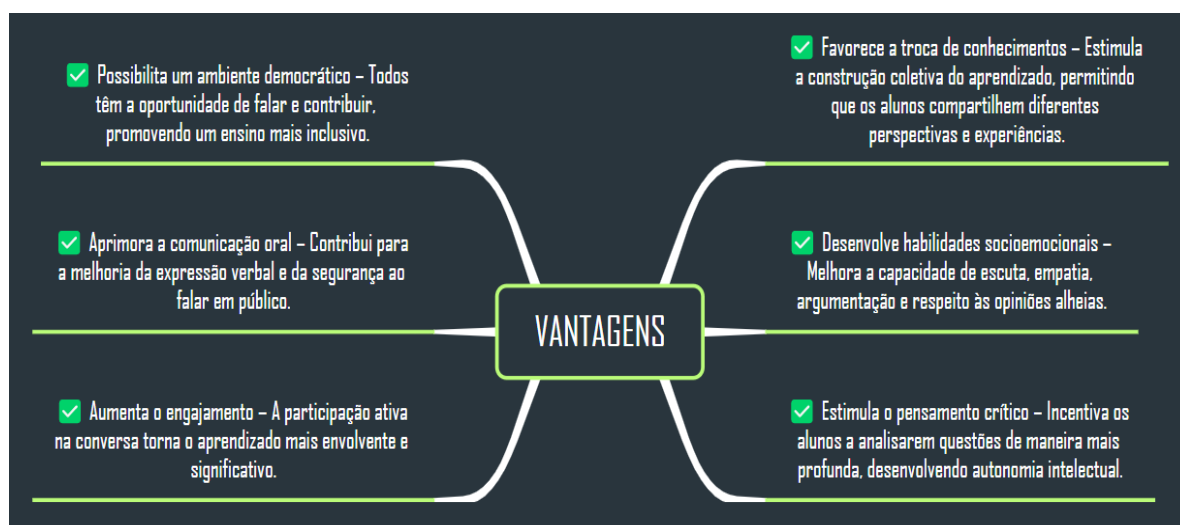 ✅ Possibilita um ambiente democrático – Todos
têm a oportunidade de falar e contribuir,
promovendo um ensino mais inclusivo.
✅ Aprimora a comunicação oral – Contribui para
a melhoria da expressão verbal e da segurança ao
falar em público.
✅ Aumenta o engajamento – A participação ativa
na conversa torna o aprendizado mais envolvente e
significativo.
VANTAGENS
✅ Favorece a troca de conhecimentos – Estimula
a construção coletiva do aprendizado, permitindo
que os alunos compartilhem diferentes
perspectivas e experiências.
✅ Desenvolve habilidades socioemocionais –
Melhora a capacidade de escuta, empatia,
argumentação e respeito às opiniões alheias.
✅ Estimula o pensamento crítico – Incentiva os
alunos a analisarem questões de maneira mais
profunda, desenvolvendo autonomia intelectual.